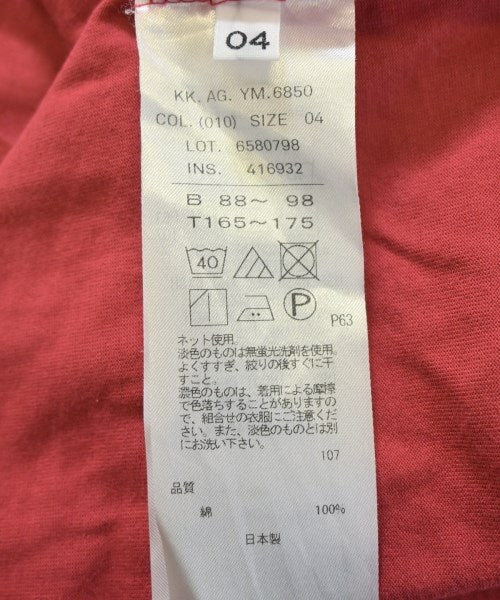 04
KK. AG. YM.6850
COL. (010) SIZE 04
LOT. 6580798
INS. 416932
B 88～ 98
T165～175
40
P
P63
ネット使用
淡色のものは無蛍光洗剤を使用
よくすすぎ、絞りの後すぐに干
すこと。
濃色のものは、着用による摩擦
で色落ちすることがありますの
で、組合せの衣服にご注意くださ
い。また、淡色のものとは別
にお洗い下さい。
107
品質
綿 100%
日本製